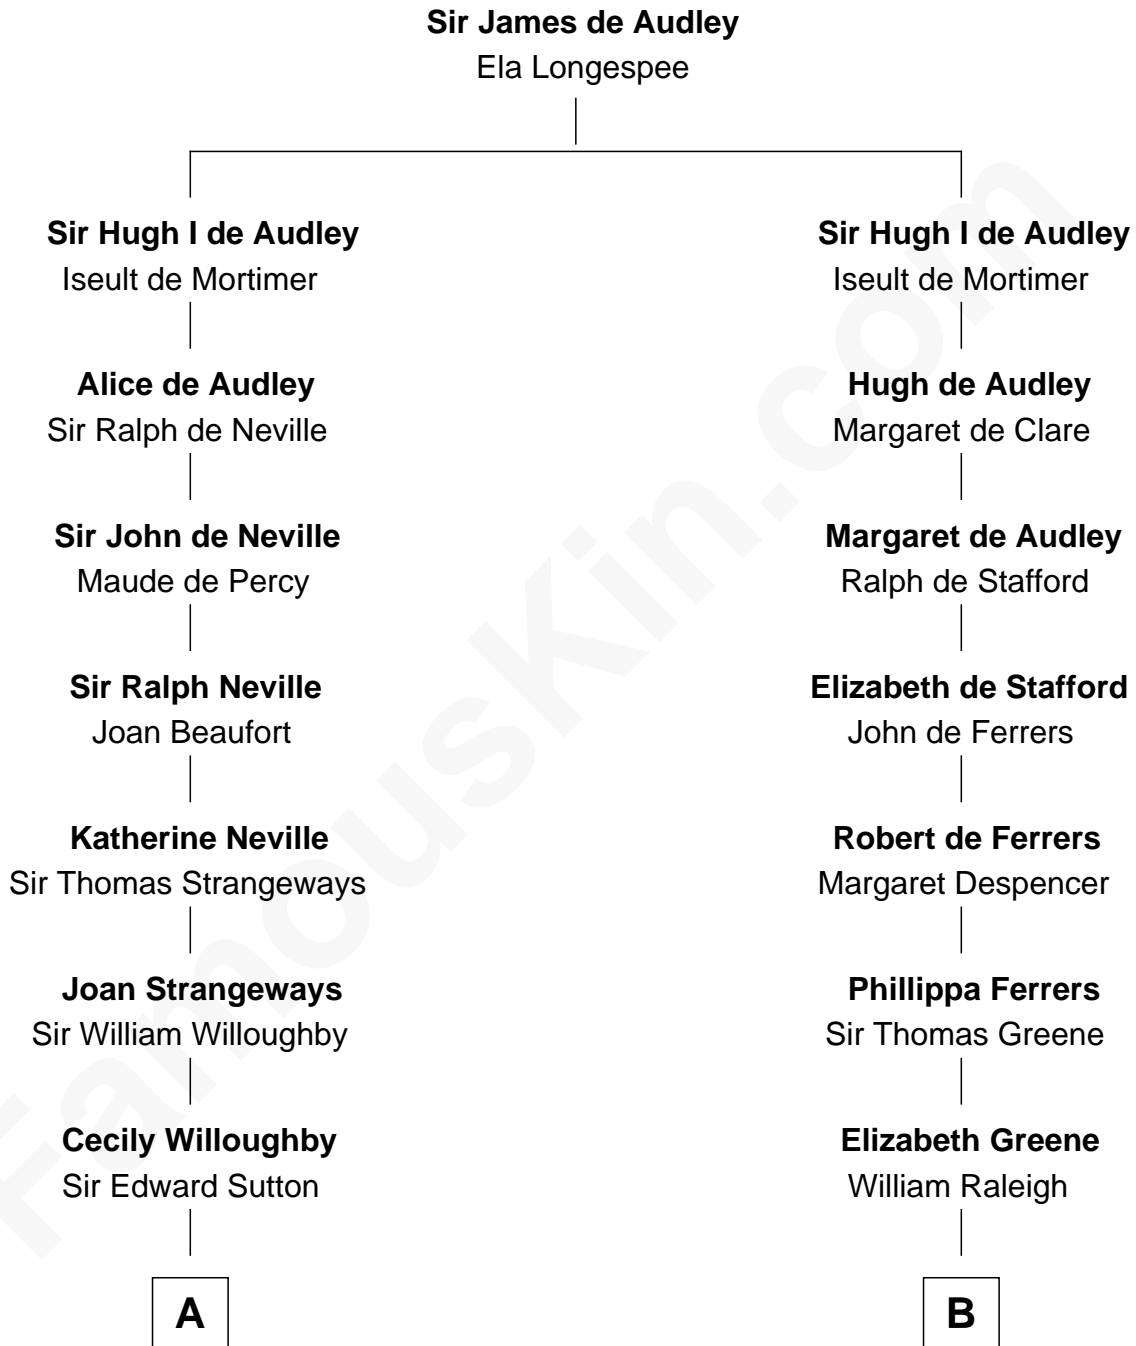 Sir James de Audley
Ela Longespee
Sir Hugh I de Audley
Iseult de Mortimer
Alice de Audley
Sir Ralph de Neville
Sir John de Neville
Maude de Percy
Sir Ralph Neville
Joan Beaufort
Katherine Neville
Sir Thomas Strangeways
Joan Strangeways
Sir William Willoughby
Cecily Willoughby
Sir Edward Sutton
A
Sir Hugh I de Audley
Iseult de Mortimer
Hugh de Audley
Margaret de Clare
Margaret de Audley
Ralph de Stafford
Elizabeth de Stafford
John de Ferrers
Robert de Ferrers
Margaret Despencer
Phillippa Ferrers
Sir Thomas Greene
Elizabeth Greene
William Raleigh
B
FamousKin.com